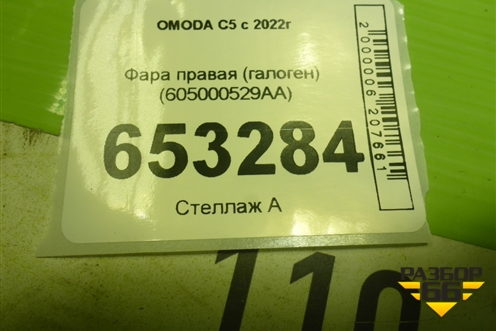 OMODA C5 с 2022г
Фара правая (галоген)
(605000529AA)
653284
Стеллаж А
2000006207661
110
РАЗБОР
66